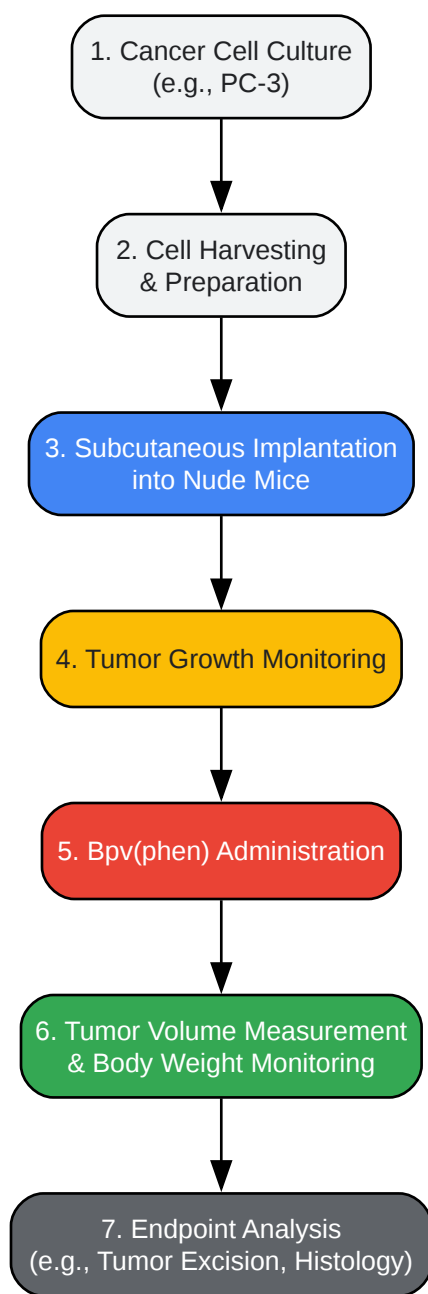 1. Cancer Cell Culture
(e.g., PC-3)
2. Cell Harvesting
& Preparation
3. Subcutaneous Implantation
into Nude Mice
4. Tumor Growth Monitoring
5. Bpv(phen) Administration
6. Tumor Volume Measurement
& Body Weight Monitoring
7. Endpoint Analysis
(e.g., Tumor Excision, Histology)